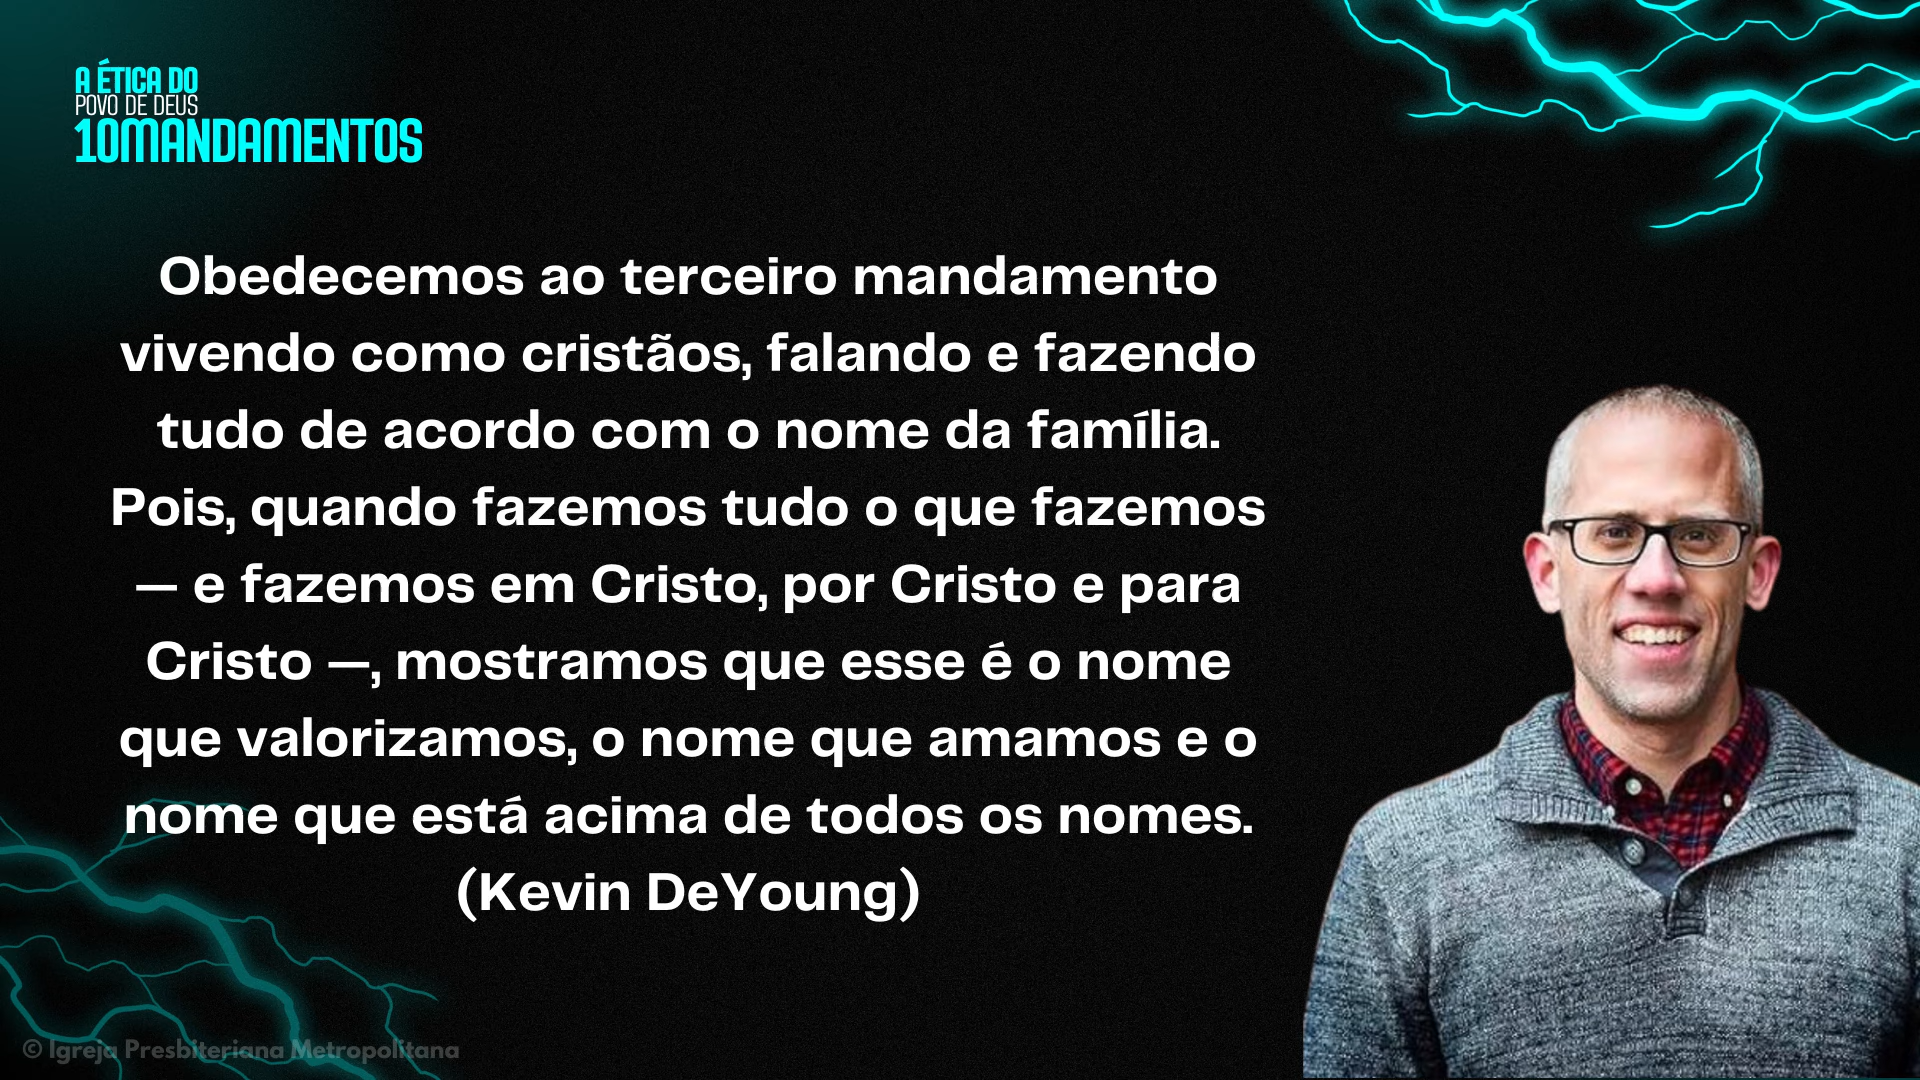 A ÉTICA DO
POVO DE DEUS
10MANDAMENTOS
Obedecemos ao terceiro mandamento
vivendo como cristãos, falando e fazendo
tudo de acordo com o nome da família.
Pois, quando fazemos tudo o que fazemos
— e fazemos em Cristo, por Cristo e para
Cristo —, mostramos que esse é o nome
que valorizamos, o nome que amamos e o
nome que está acima de todos os nomes.
(Kevin DeYoung)
© Igreja Presbiteriana Metropolitana